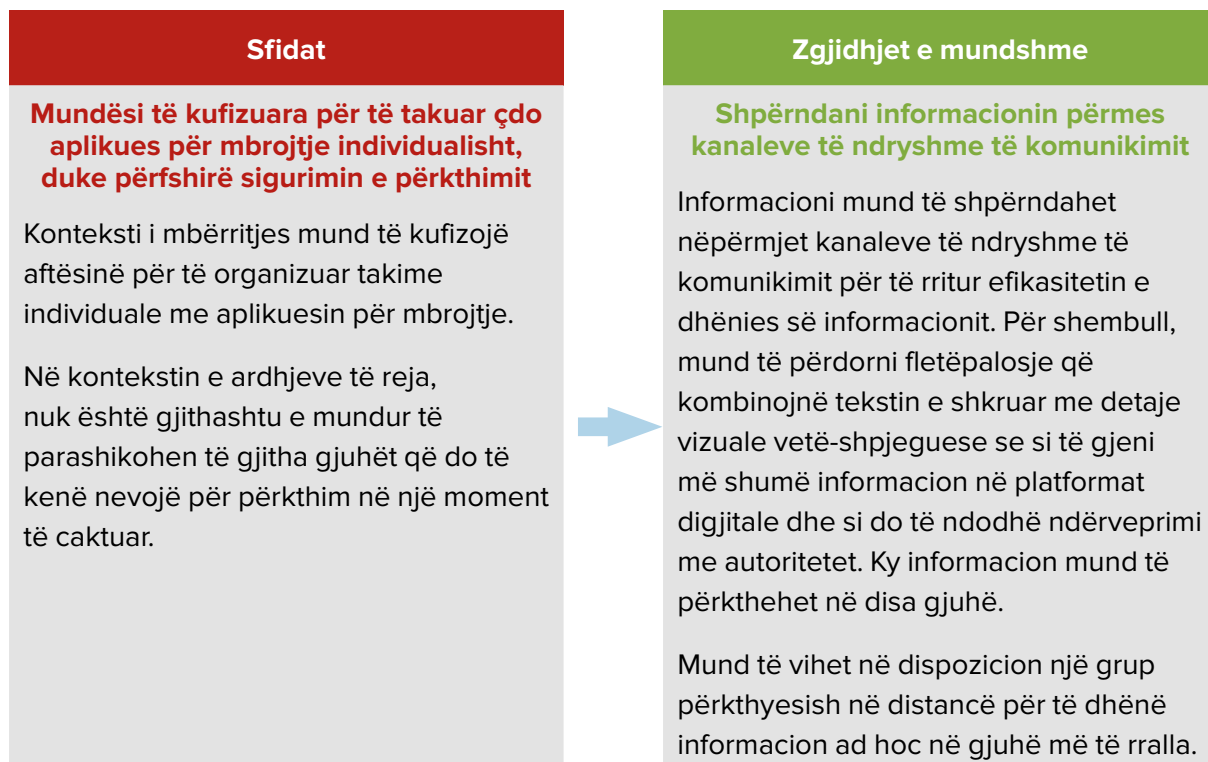 Sfidat
Mundësi të kufizuara për të takuar çdo
aplikues për mbrojtje individualisht,
duke përfshirë sigurimin e përkthimit
Konteksti i mbërritjes mund të kufizojë
aftësinë për të organizuar takime
individuale me aplikuesin për mbrojtje.
Në kontekstin e ardhjeve të reja,
nuk është gjithashtu e mundur të
parashikohen të gjitha gjuhët që do të
kenë nevojë për përkthim në një moment
të caktuar.
Zgjidhjet e mundshme
Shpërndani informacionin përmes
kanaleve të ndryshme të komunikimit
Informacioni mund të shpërndahet
nëpërmjet kanaleve të ndryshme të
komunikimit për të rritur efikasitetin e
dhënies së informacionit. Për shembull,
mund të përdorni fletëpalosje që
kombinojnë tekstin e shkruar me detaje
vizuale vetë-shpjeguese se si të gjeni
më shumë informacion në platformat
digjitale dhe si do të ndodhë ndërveprimi
me autoritetet. Ky informacion mund të
përkthehet në disa gjuhë.
Mund të vihet në dispozicion një grup
përkthyesish në distancë për të dhënë
informacion ad hoc në gjuhë më të rralla.